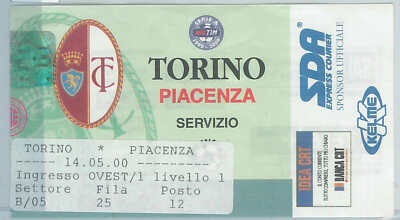 SERIE A
TIM
TC
TORINO
PIACENZA
SERVIZIO
SDA
EXPRESS COURIER
SPONSOR UFFICIALE
KELME
IDEA CRT
BANCA CRT
TORINO * PIACENZA
---------- 14.05.00 ----------
Ingresso OVEST/1 livello 1
Settore Fila Posto
B/05 25 12